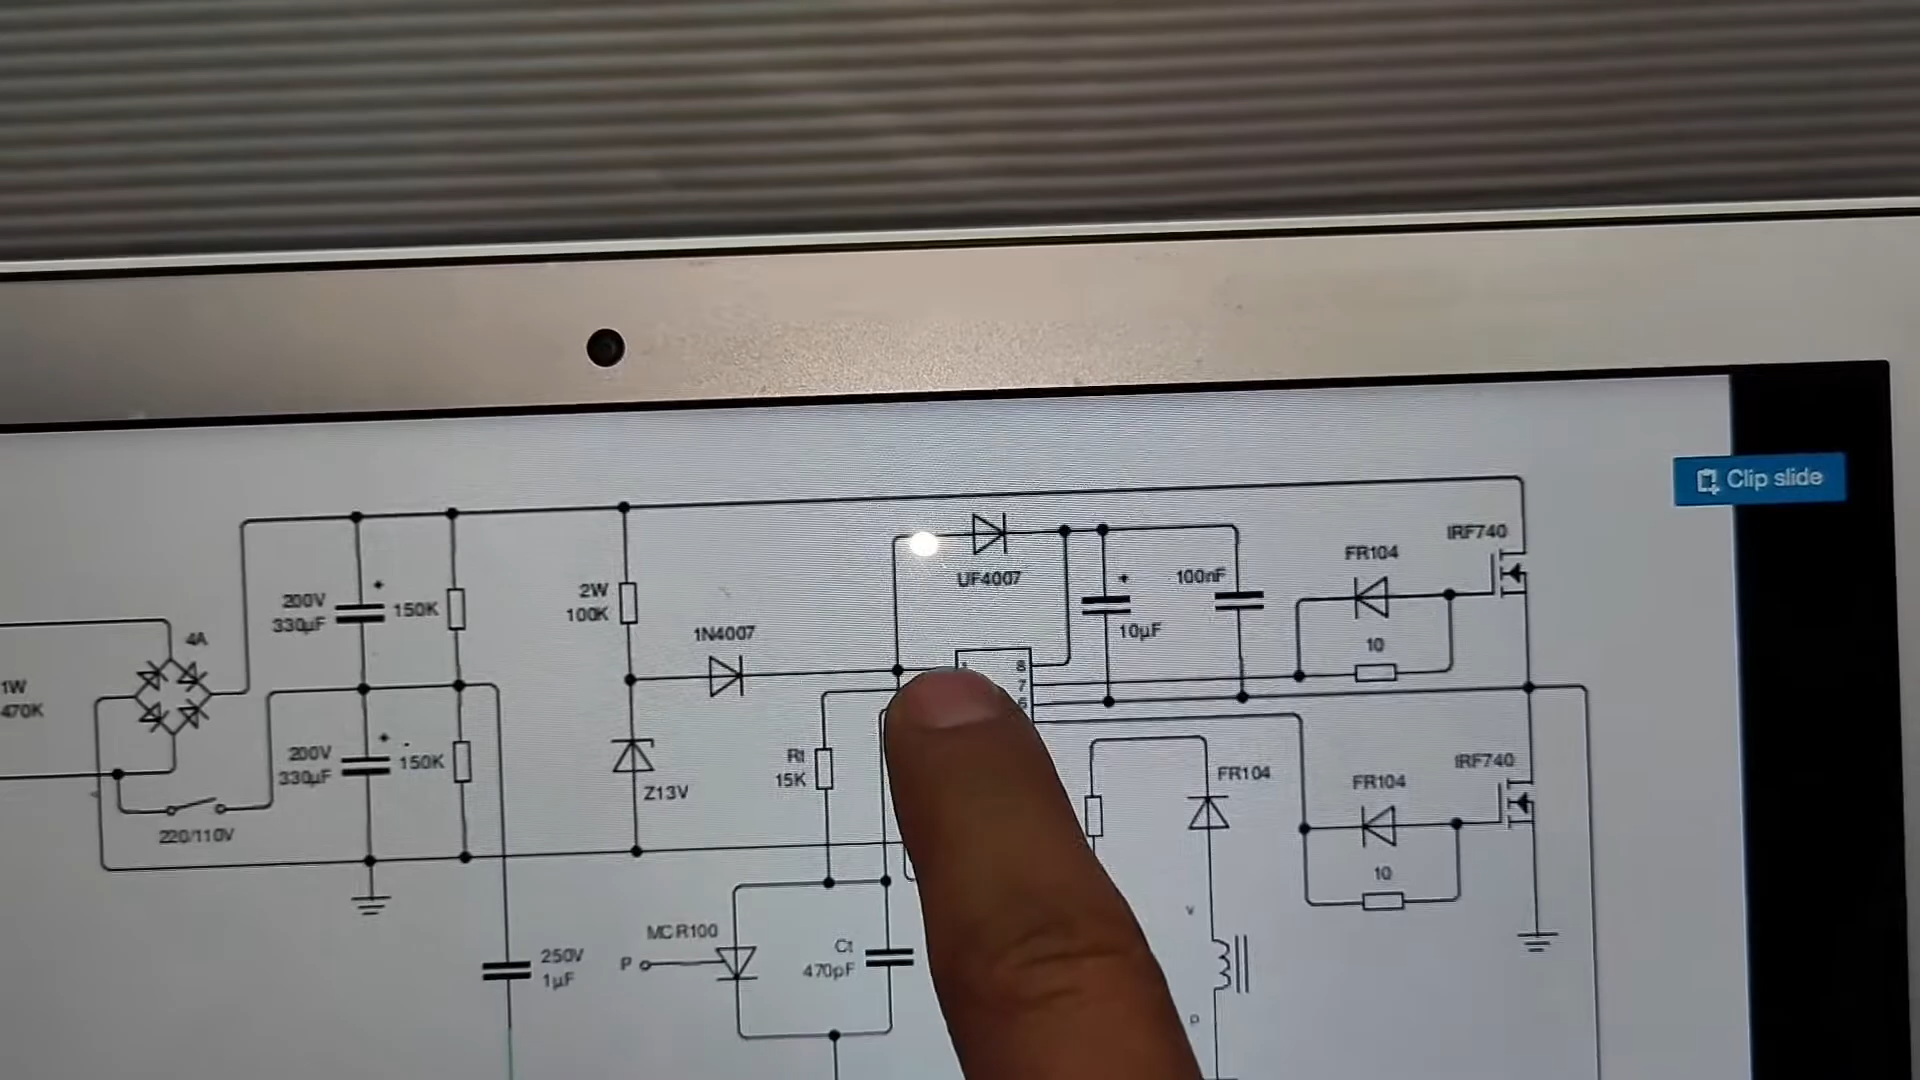 Clip slide
IRF740
FR104
10
UF4007
100nF
+
10µF
2W
100K
1N4007
200V
330µF
+
150K
4A
1W
470K
8
7
6
200V
330µF
+
150K
Z13V
Rt
15K
220/110V
FR104
IRF740
FR104
10
MCR100
P
Ct
470pF
250V
1µF